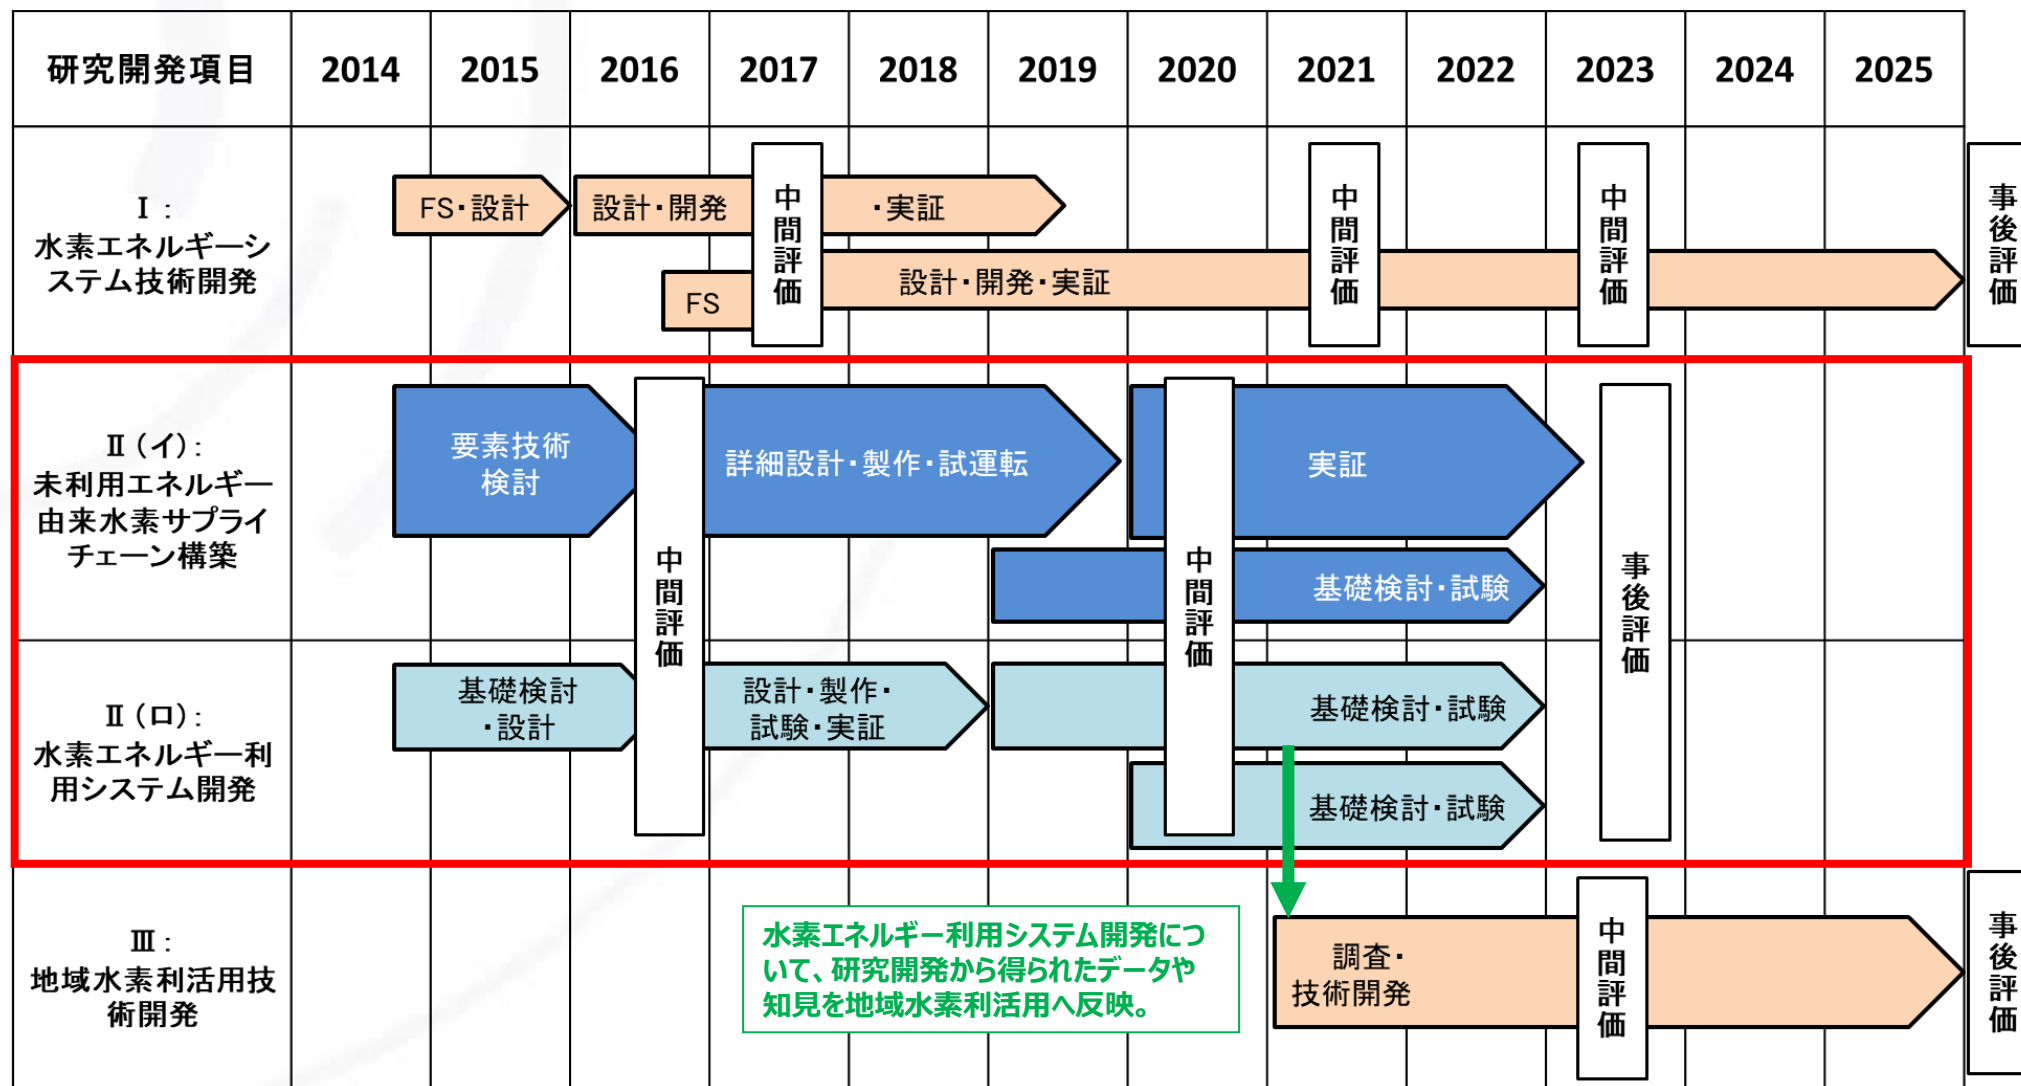 研究開発項目 2014 2015 2016 2017 2018 2019 2020 2021 2022 2023 2024 2025
Ⅰ：
水素エネルギーシ
ステム技術開発
FS・設計
設計・開発
・実証
FS
設計・開発・実証
中間評価
中間評価
中間評価
事後評価
Ⅱ（イ）：
未利用エネルギー
由来水素サプライ
チェーン構築
要素技術
検討
詳細設計・製作・試運転
実証
基礎検討・試験
中間評価
中間評価
事後評価
Ⅱ（ロ）：
水素エネルギー利
用システム開発
基礎検討
・設計
設計・製作・
試験・実証
基礎検討・試験
基礎検討・試験
Ⅲ：
地域水素利活用技
術開発
水素エネルギー利用システム開発につ
いて、研究開発から得られたデータや
知見を地域水素利活用へ反映。
調査・
技術開発
中間評価
事後評価